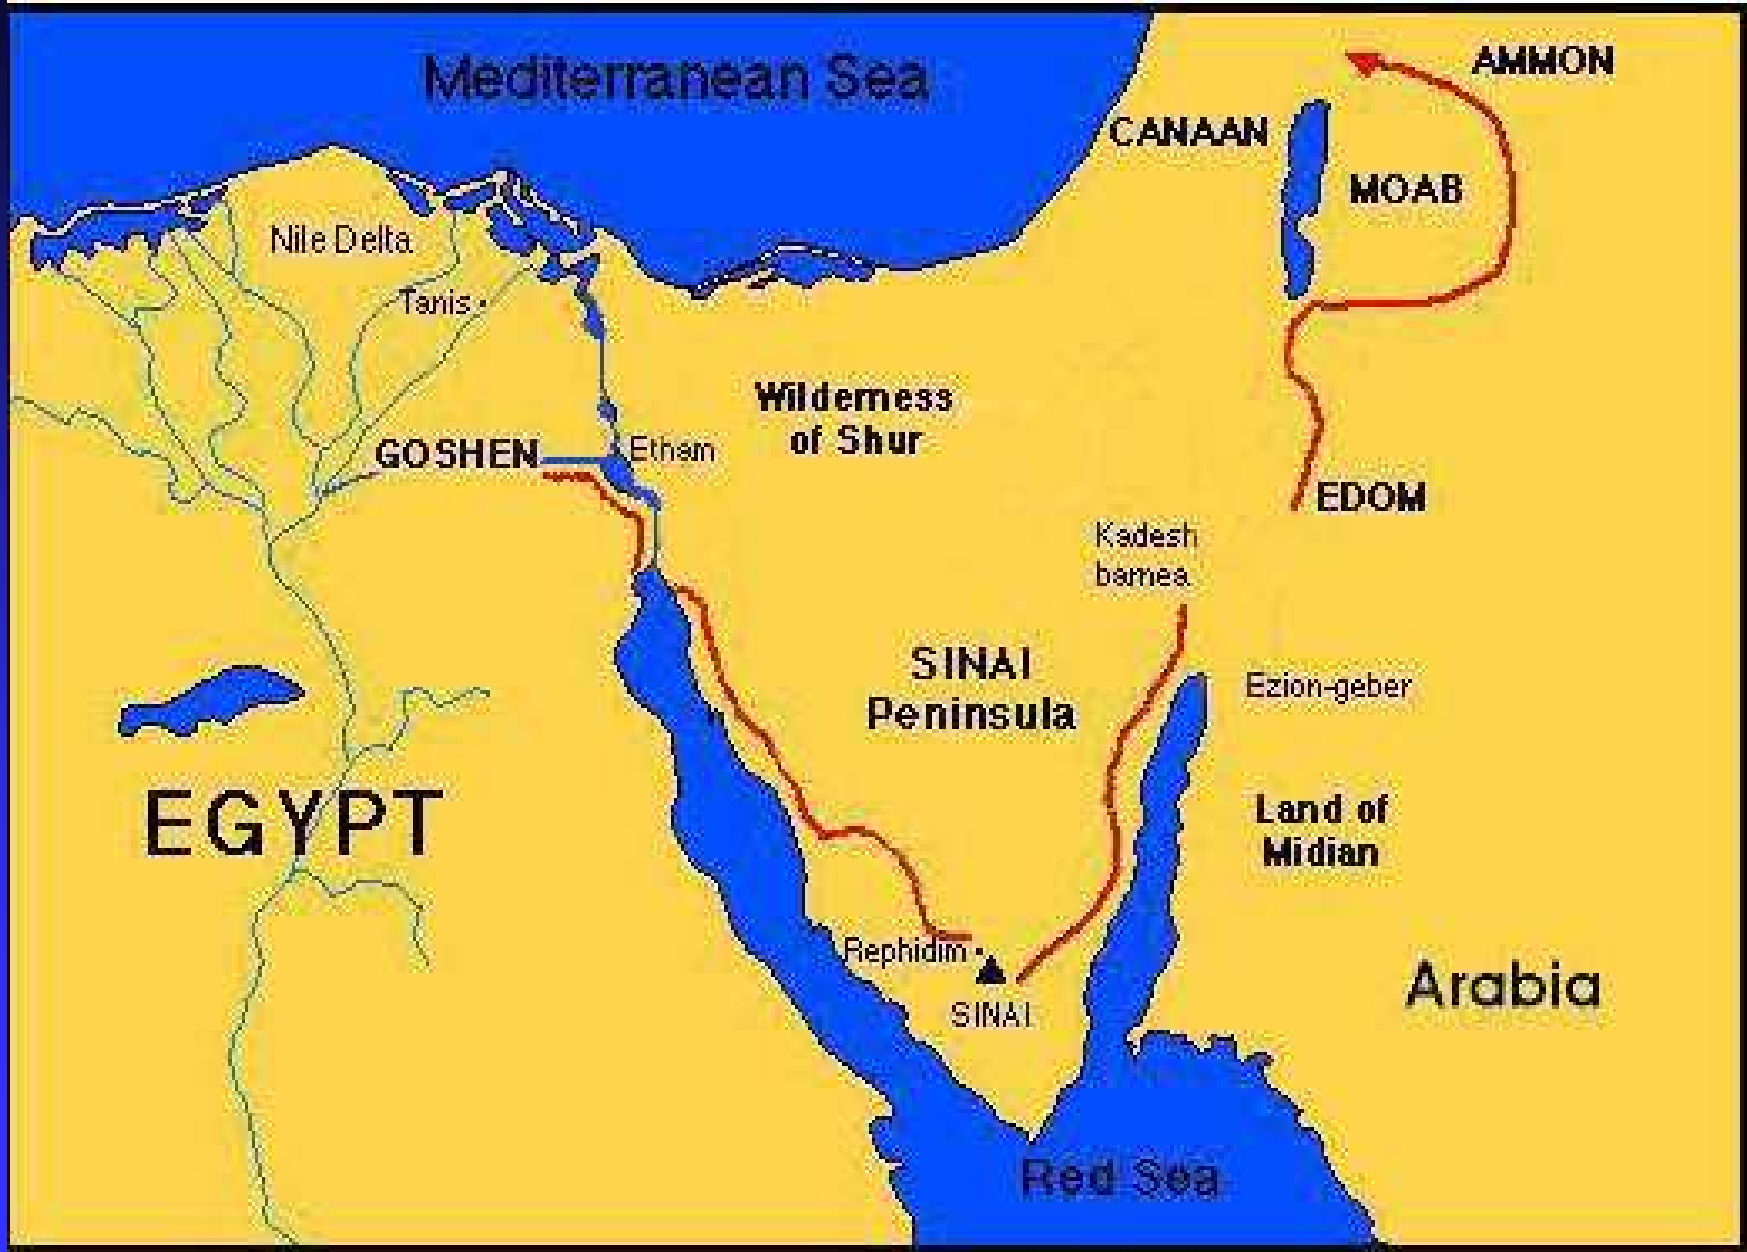 Mediterranean Sea
AMMON
CANAAN
MOAB
Nile Delta
Tanis
Wilderness
of Shur
GOSHEN
Etham
EDOM
Kadesh
barnea
SINAI
Peninsula
Ezion-geber
EGYPT
Land of
Midian
Rephidim
Arabia
SINAI
Red Sea